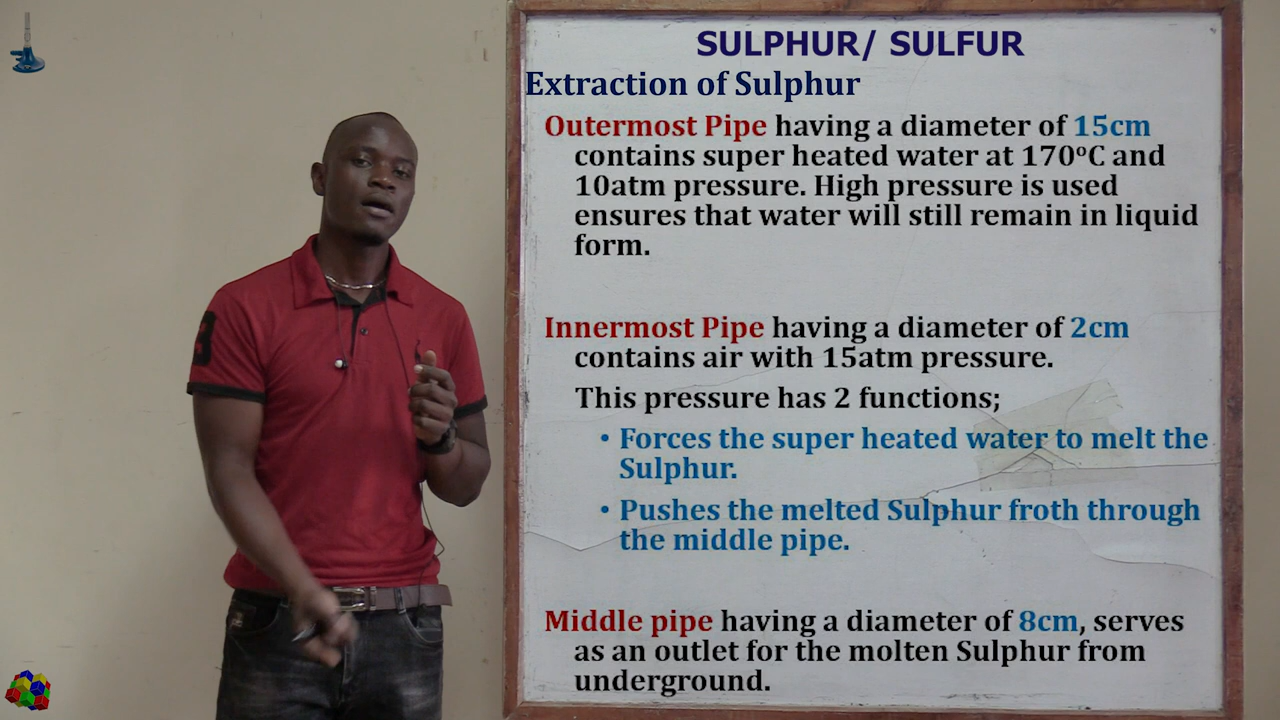 SULPHUR/ SULFUR
Extraction of Sulphur
Outermost Pipe having a diameter of 15cm
contains super heated water at 170ºC and
10atm pressure. High pressure is used
ensures that water will still remain in liquid
form.
Innermost Pipe having a diameter of 2cm
contains air with 15atm pressure.
This pressure has 2 functions;
• Forces the super heated water to melt the
Sulphur.
• Pushes the melted Sulphur froth through
the middle pipe.
Middle pipe having a diameter of 8cm, serves
as an outlet for the molten Sulphur from
underground.